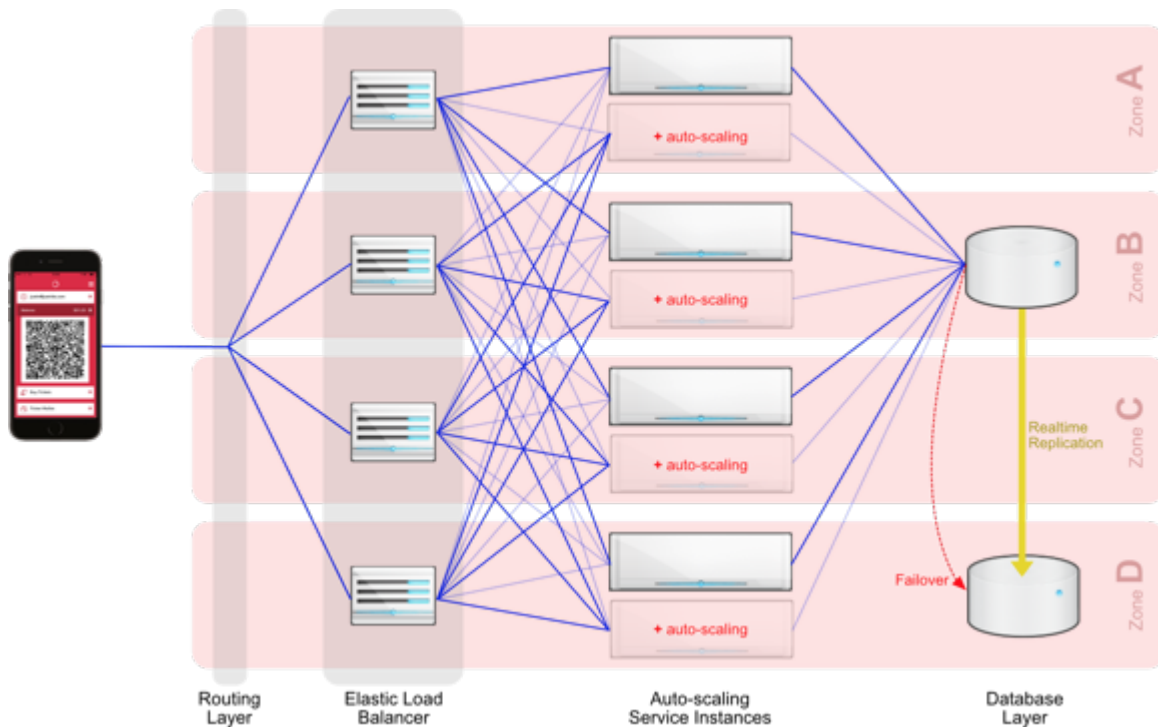 Zone A
+ auto-scaling
Zone B
+ auto-scaling
Zone C
Realtime
Replication
+ auto-scaling
Zone D
Failover
+ auto-scaling
Routing
Layer
Elastic Load
Balancer
Auto-scaling
Service Instances
Database
Layer